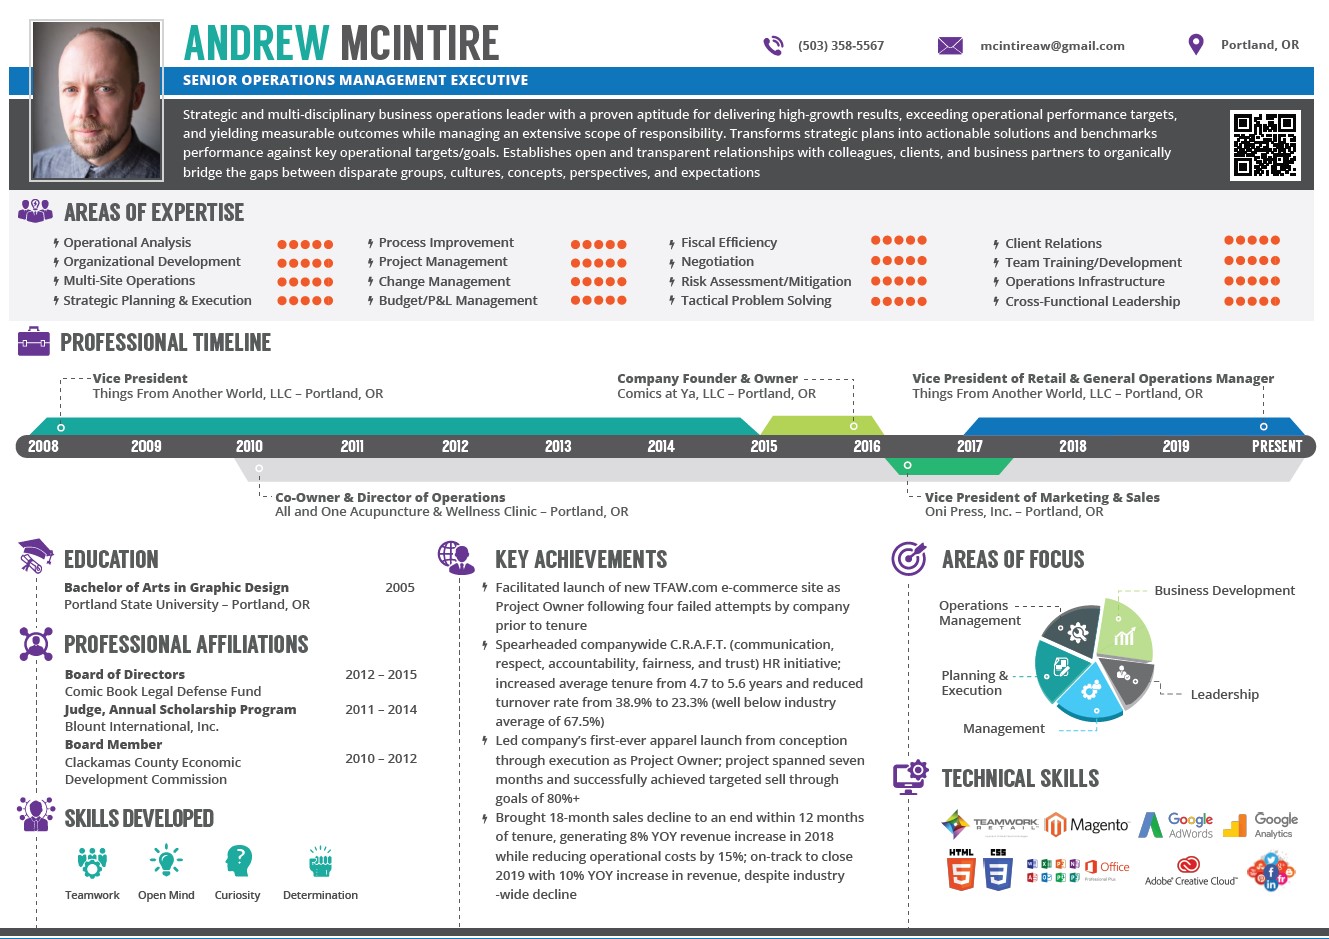 ANDREW MCINTIRE
(503) 358-5567
mcintireaw@gmail.com
Portland, OR
SENIOR OPERATIONS MANAGEMENT EXECUTIVE
Strategic and multi-disciplinary business operations leader with a proven aptitude for delivering high-growth results, exceeding operational performance targets,
and yielding measurable outcomes while managing an extensive scope of responsibility. Transforms strategic plans into actionable solutions and benchmarks
performance against key operational targets/goals. Establishes open and transparent relationships with colleagues, clients, and business partners to organically
bridge the gaps between disparate groups, cultures, concepts, perspectives, and expectations
AREAS OF EXPERTISE
Operational Analysis
Organizational Development
Multi-Site Operations
Strategic Planning & Execution
Process Improvement
Project Management
Change Management
Budget/P&L Management
Fiscal Efficiency
Negotiation
Risk Assessment/Mitigation
Tactical Problem Solving
Client Relations
Team Training/Development
Operations Infrastructure
Cross-Functional Leadership
PROFESSIONAL TIMELINE
Vice President
Things From Another World, LLC – Portland, OR
Company Founder & Owner
Comics at Ya, LLC – Portland, OR
Vice President of Retail & General Operations Manager
Things From Another World, LLC – Portland, OR
2008 2009 2010 2011 2012 2013 2014 2015 2016 2017 2018 2019 PRESENT
Co-Owner & Director of Operations
All and One Acupuncture & Wellness Clinic – Portland, OR
Vice President of Marketing & Sales
Oni Press, Inc. – Portland, OR
EDUCATION
Bachelor of Arts in Graphic Design 2005
Portland State University – Portland, OR
PROFESSIONAL AFFILIATIONS
Board of Directors 2012 – 2015
Comic Book Legal Defense Fund
Judge, Annual Scholarship Program 2011 – 2014
Blount International, Inc.
Board Member
Clackamas County Economic 2010 – 2012
Development Commission
SKILLS DEVELOPED
Teamwork
Open Mind
Curiosity
Determination
KEY ACHIEVEMENTS
Facilitated launch of new TFAW.com e-commerce site as
Project Owner following four failed attempts by company
prior to tenure
Spearheaded companywide C.R.A.F.T. (communication,
respect, accountability, fairness, and trust) HR initiative;
increased average tenure from 4.7 to 5.6 years and reduced
turnover rate from 38.9% to 23.3% (well below industry
average of 67.5%)
Led company's first-ever apparel launch from conception
through execution as Project Owner; project spanned seven
months and successfully achieved targeted sell through
goals of 80%+
Brought 18-month sales decline to an end within 12 months
of tenure, generating 8% YOY revenue increase in 2018
while reducing operational costs by 15%; on-track to close
2019 with 10% YOY increase in revenue, despite industry
-wide decline
AREAS OF FOCUS
Business Development
Operations
Management
Planning &
Execution
Leadership
Management
TECHNICAL SKILLS
TEAMWORK
RETAIL
Magento
Google
AdWords
Google
Analytics
HTML
5
CSS
3
Office
Adobe Creative Cloud